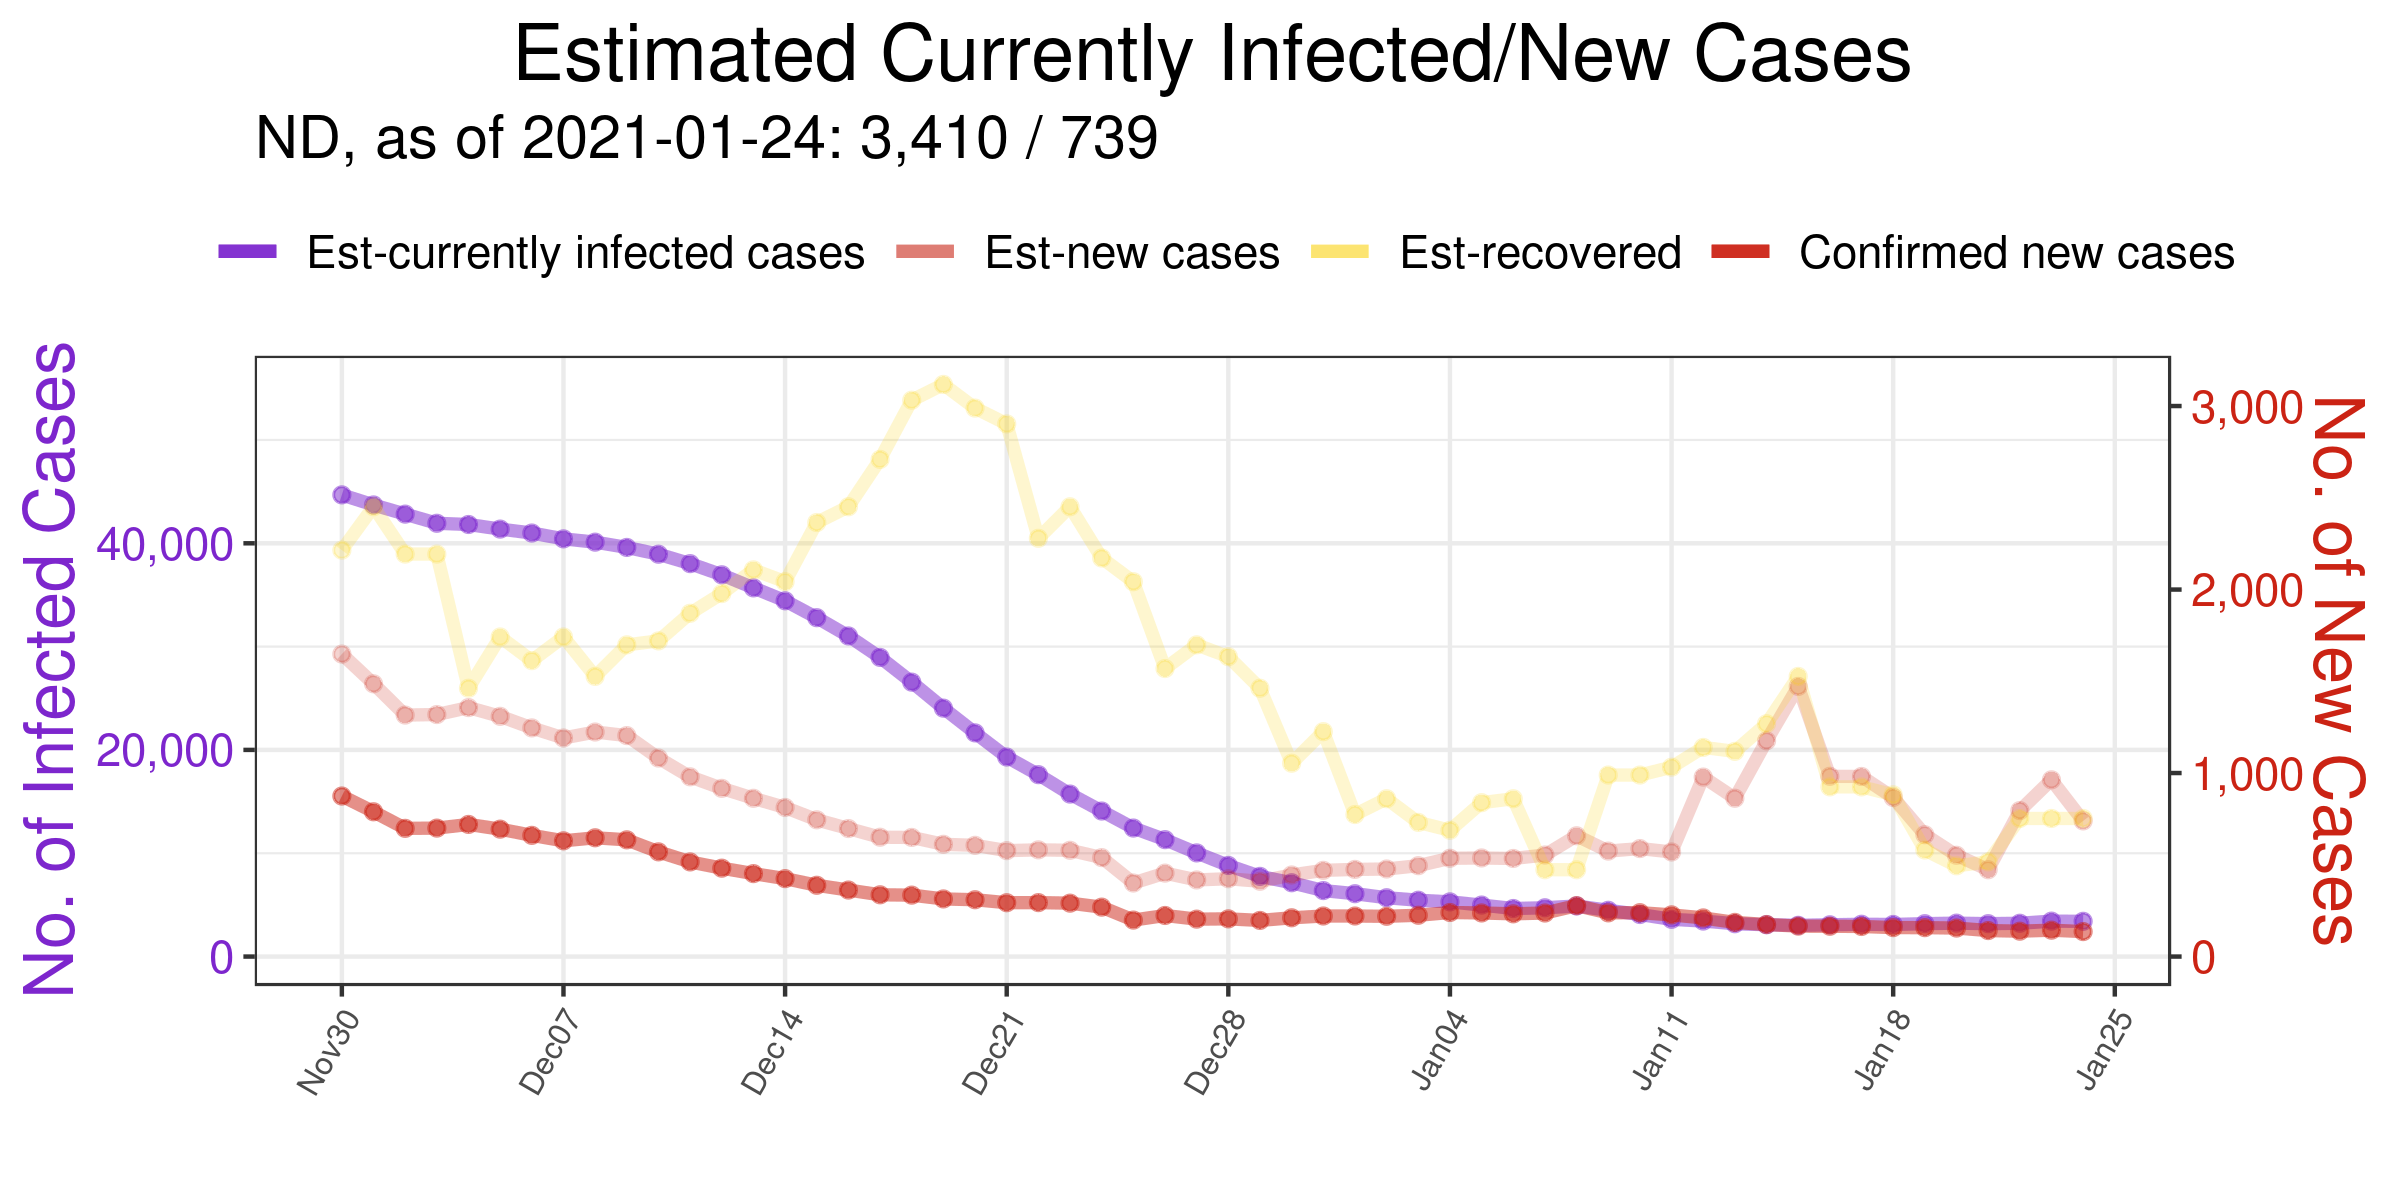 Estimated Currently Infected/New Cases
ND, as of 2021-01-24: 3,410 / 739
Est-currently infected cases Est-new cases Est-recovered Confirmed new cases
No. of Infected Cases
40,000
20,000
0
3,000
2,000
1,000
0
No. of New Cases
Nov30 Dec07 Dec14 Dec21 Dec28 Jan04 Jan11 Jan18 Jan25